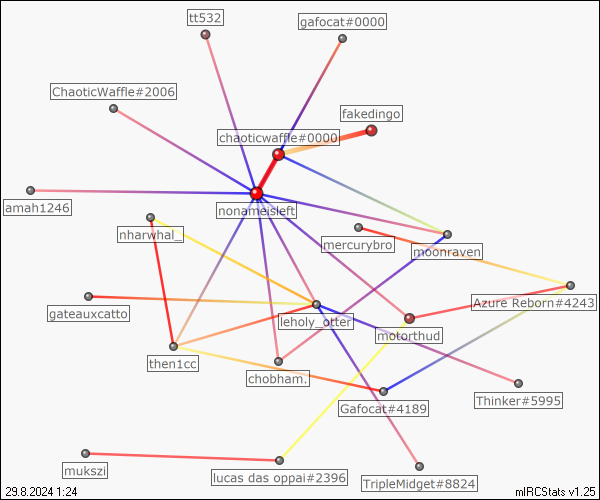 tt532
gafocat#0000
ChaoticWaffle#2006
fakedingo
chaoticwaffle#0000
amah1246
nonameisleft
nharwhal_
mercurybro
moonraven
Azure Reborn#4243
gateauxcatto
leholy_otter
motorthud
then1cc
chobham.
Gafocat#4189
Thinker#5995
mukszi
lucas das oppai#2396
TripleMidget#8824
29.8.2024 1:24
mIRCStats v1.25